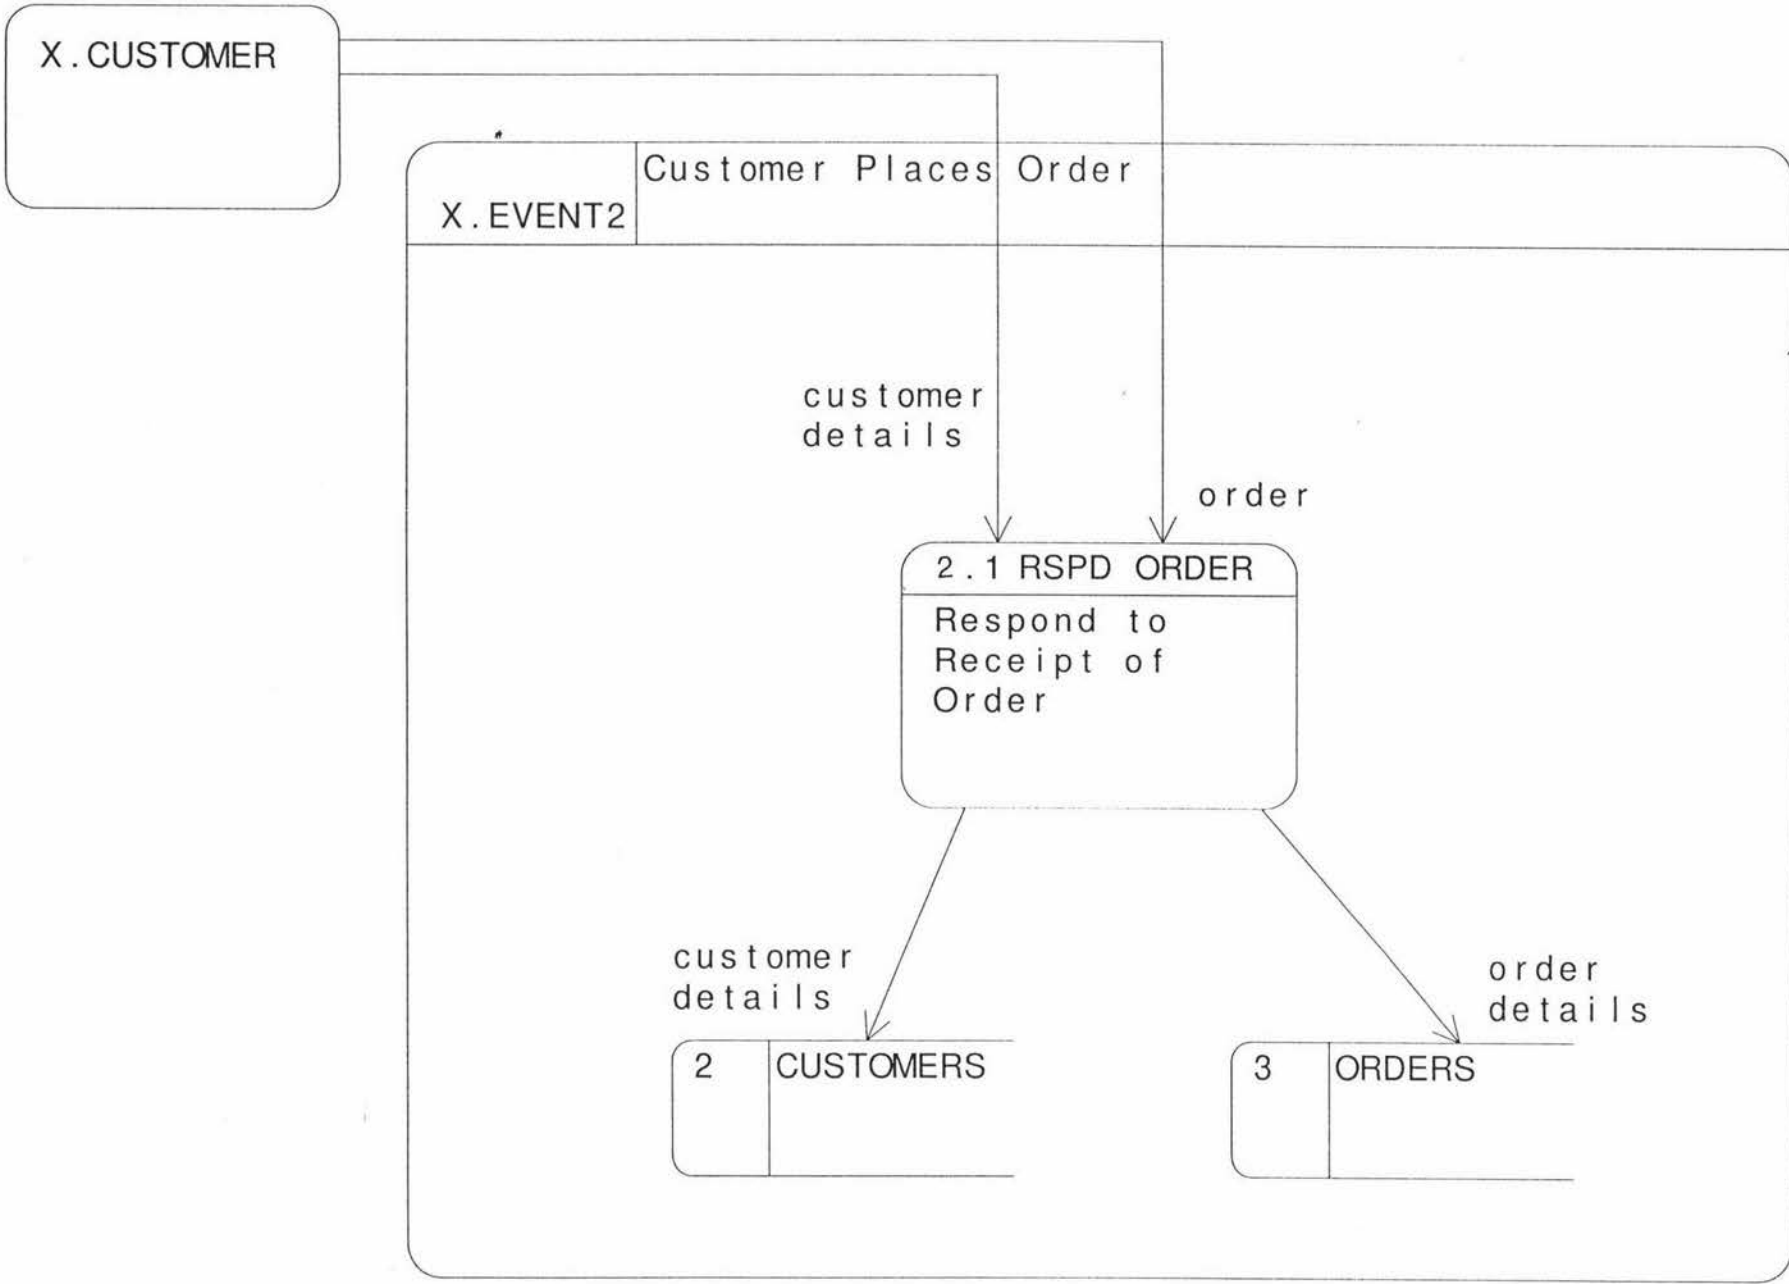 X.CUSTOMER
Customer Places Order
X.EVENT2
customer
details
order
2.1 RSPD ORDER
Respond to
Receipt of
Order
customer
details
order
details
2 CUSTOMERS
3 ORDERS